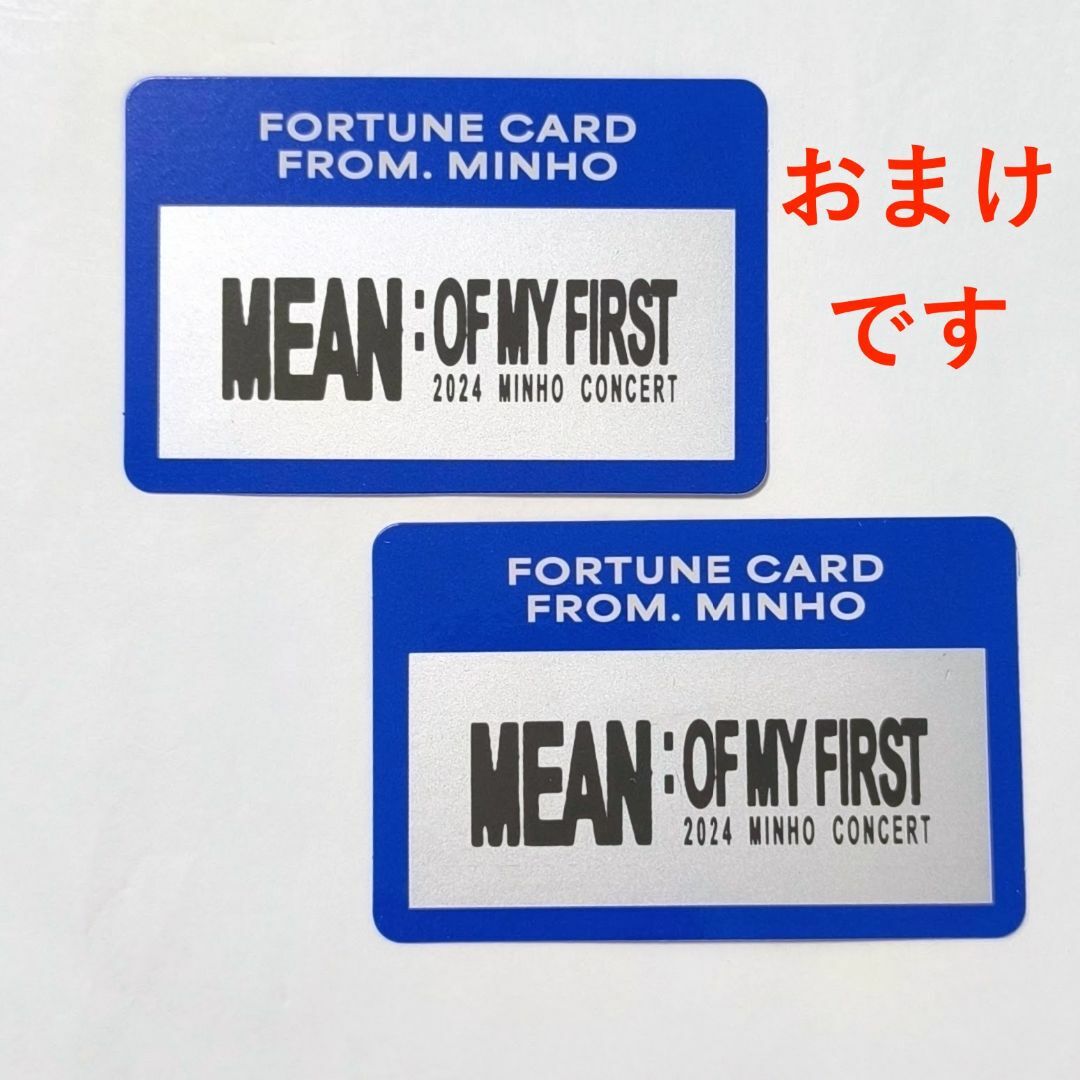 FORTUNE CARD
FROM. MINHO
MEAN:OF MY FIRST
2024 MINHO CONCERT
おまけ
です
FORTUNE CARD
FROM. MINHO
MEAN:OF MY FIRST
2024 MINHO CONCERT